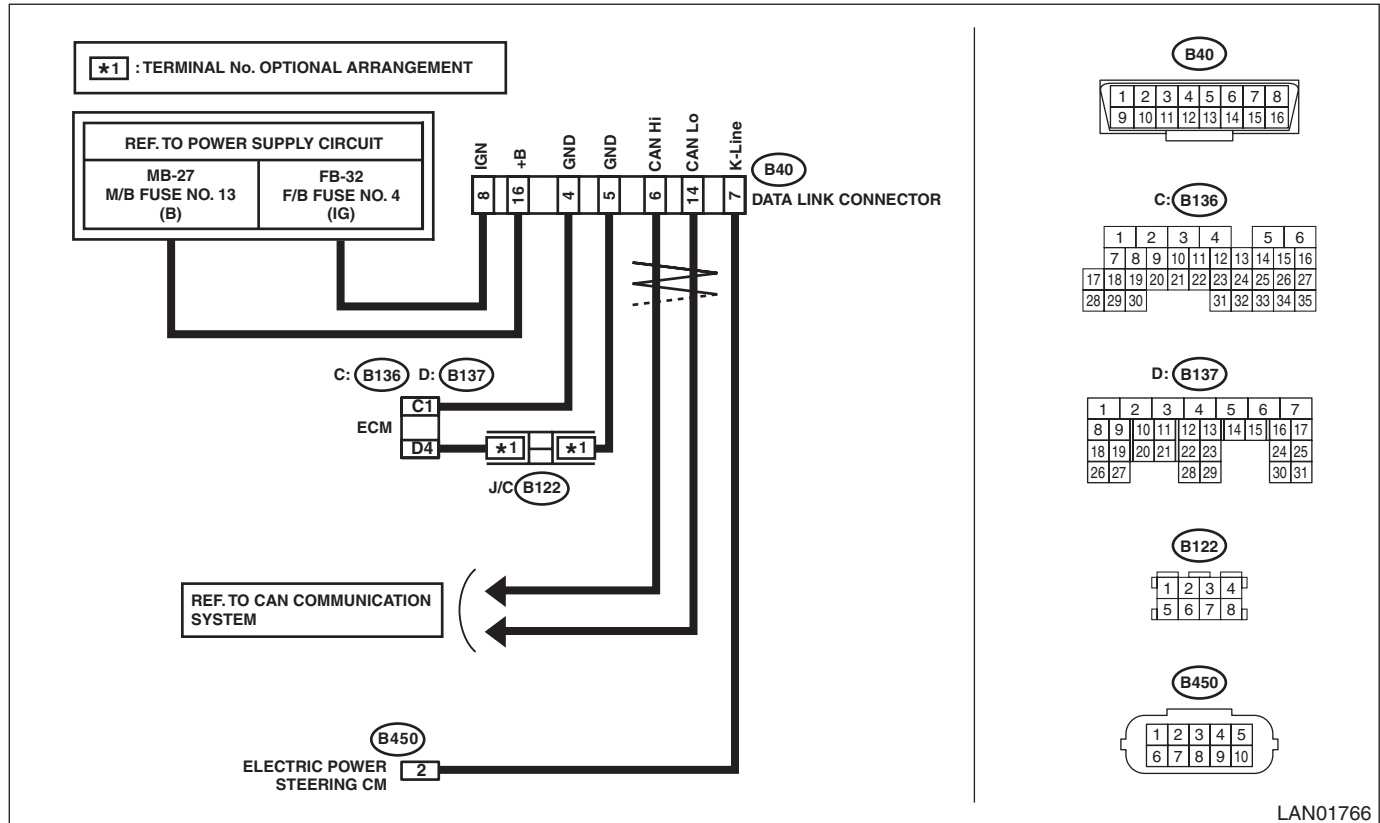 *1 : TERMINAL No. OPTIONAL ARRANGEMENT
REF. TO POWER SUPPLY CIRCUIT
MB-27
M/B FUSE NO. 13
(B)
FB-32
F/B FUSE NO. 4
(IG)
IGN
+B
GND
GND
CAN Hi
CAN Lo
K-Line
8 16 4 5 6 14 7
B40
DATA LINK CONNECTOR
C: B136 D: B137
C1
ECM
D4
*1 *1
J/C B122
REF. TO CAN COMMUNICATION
SYSTEM
B450
ELECTRIC POWER
STEERING CM
2
B40
1 2 3 4 5 6 7 8
9 10 11 12 13 14 15 16
C: B136
1 2 3 4 5 6
7 8 9 10 11 12 13 14 15 16
17 18 19 20 21 22 23 24 25 26 27
28 29 30 31 32 33 34 35
D: B137
1 2 3 4 5 6 7
8 9 10 11 12 13 14 15 16 17
18 19 20 21 22 23 24 25
26 27 28 29 30 31
B122
1 2 3 4
5 6 7 8
B450
1 2 3 4 5
6 7 8 9 10
LAN01766